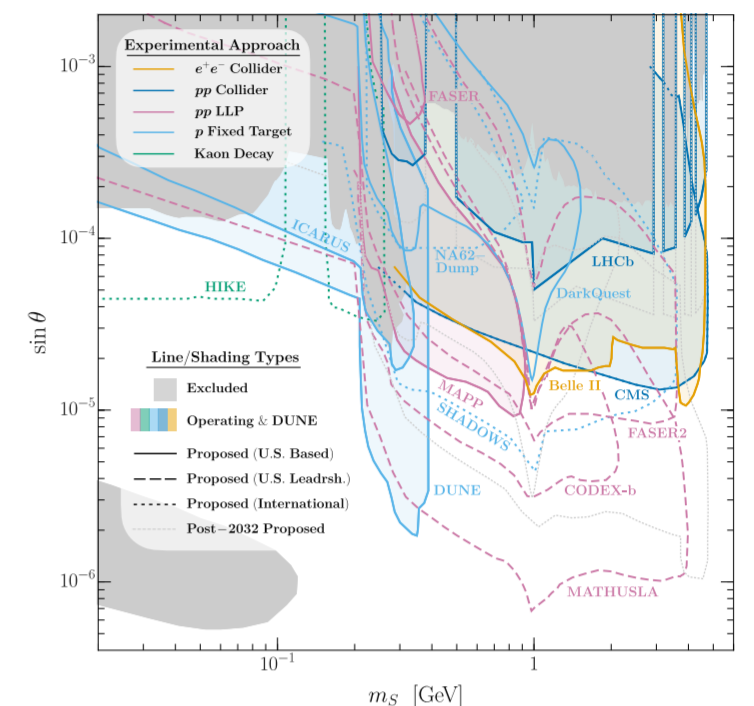 Experimental Approach
e⁺e⁻ Collider
pp Collider
pp LLP
p Fixed Target
Kaon Decay
FASER
ICARUS
NA62−
Dump
LHCb
DarkQuest
HIKE
Line/Shading Types
Excluded
Operating & DUNE
Proposed (U.S. Based)
Proposed (U.S. Leadrsh.)
Proposed (International)
Post−2032 Proposed
MAPP
Belle II
CMS
SHADOWS
FASER2
DUNE
CODEX-b
MATHUSLA
10⁻³
10⁻⁴
10⁻⁵
10⁻⁶
sin θ
10⁻¹
1
m_S [GeV]